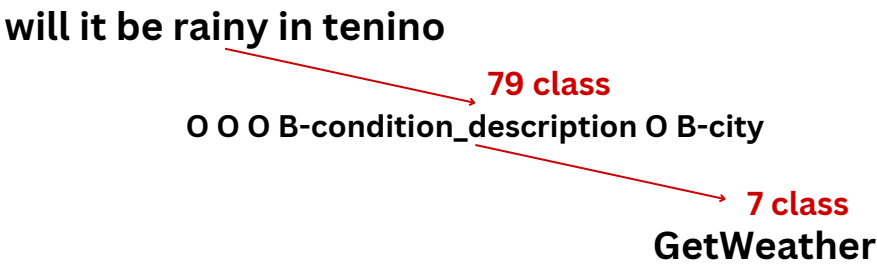 will it be rainy in tenino
79 class
O O O B-condition_description O B-city
7 class
GetWeather